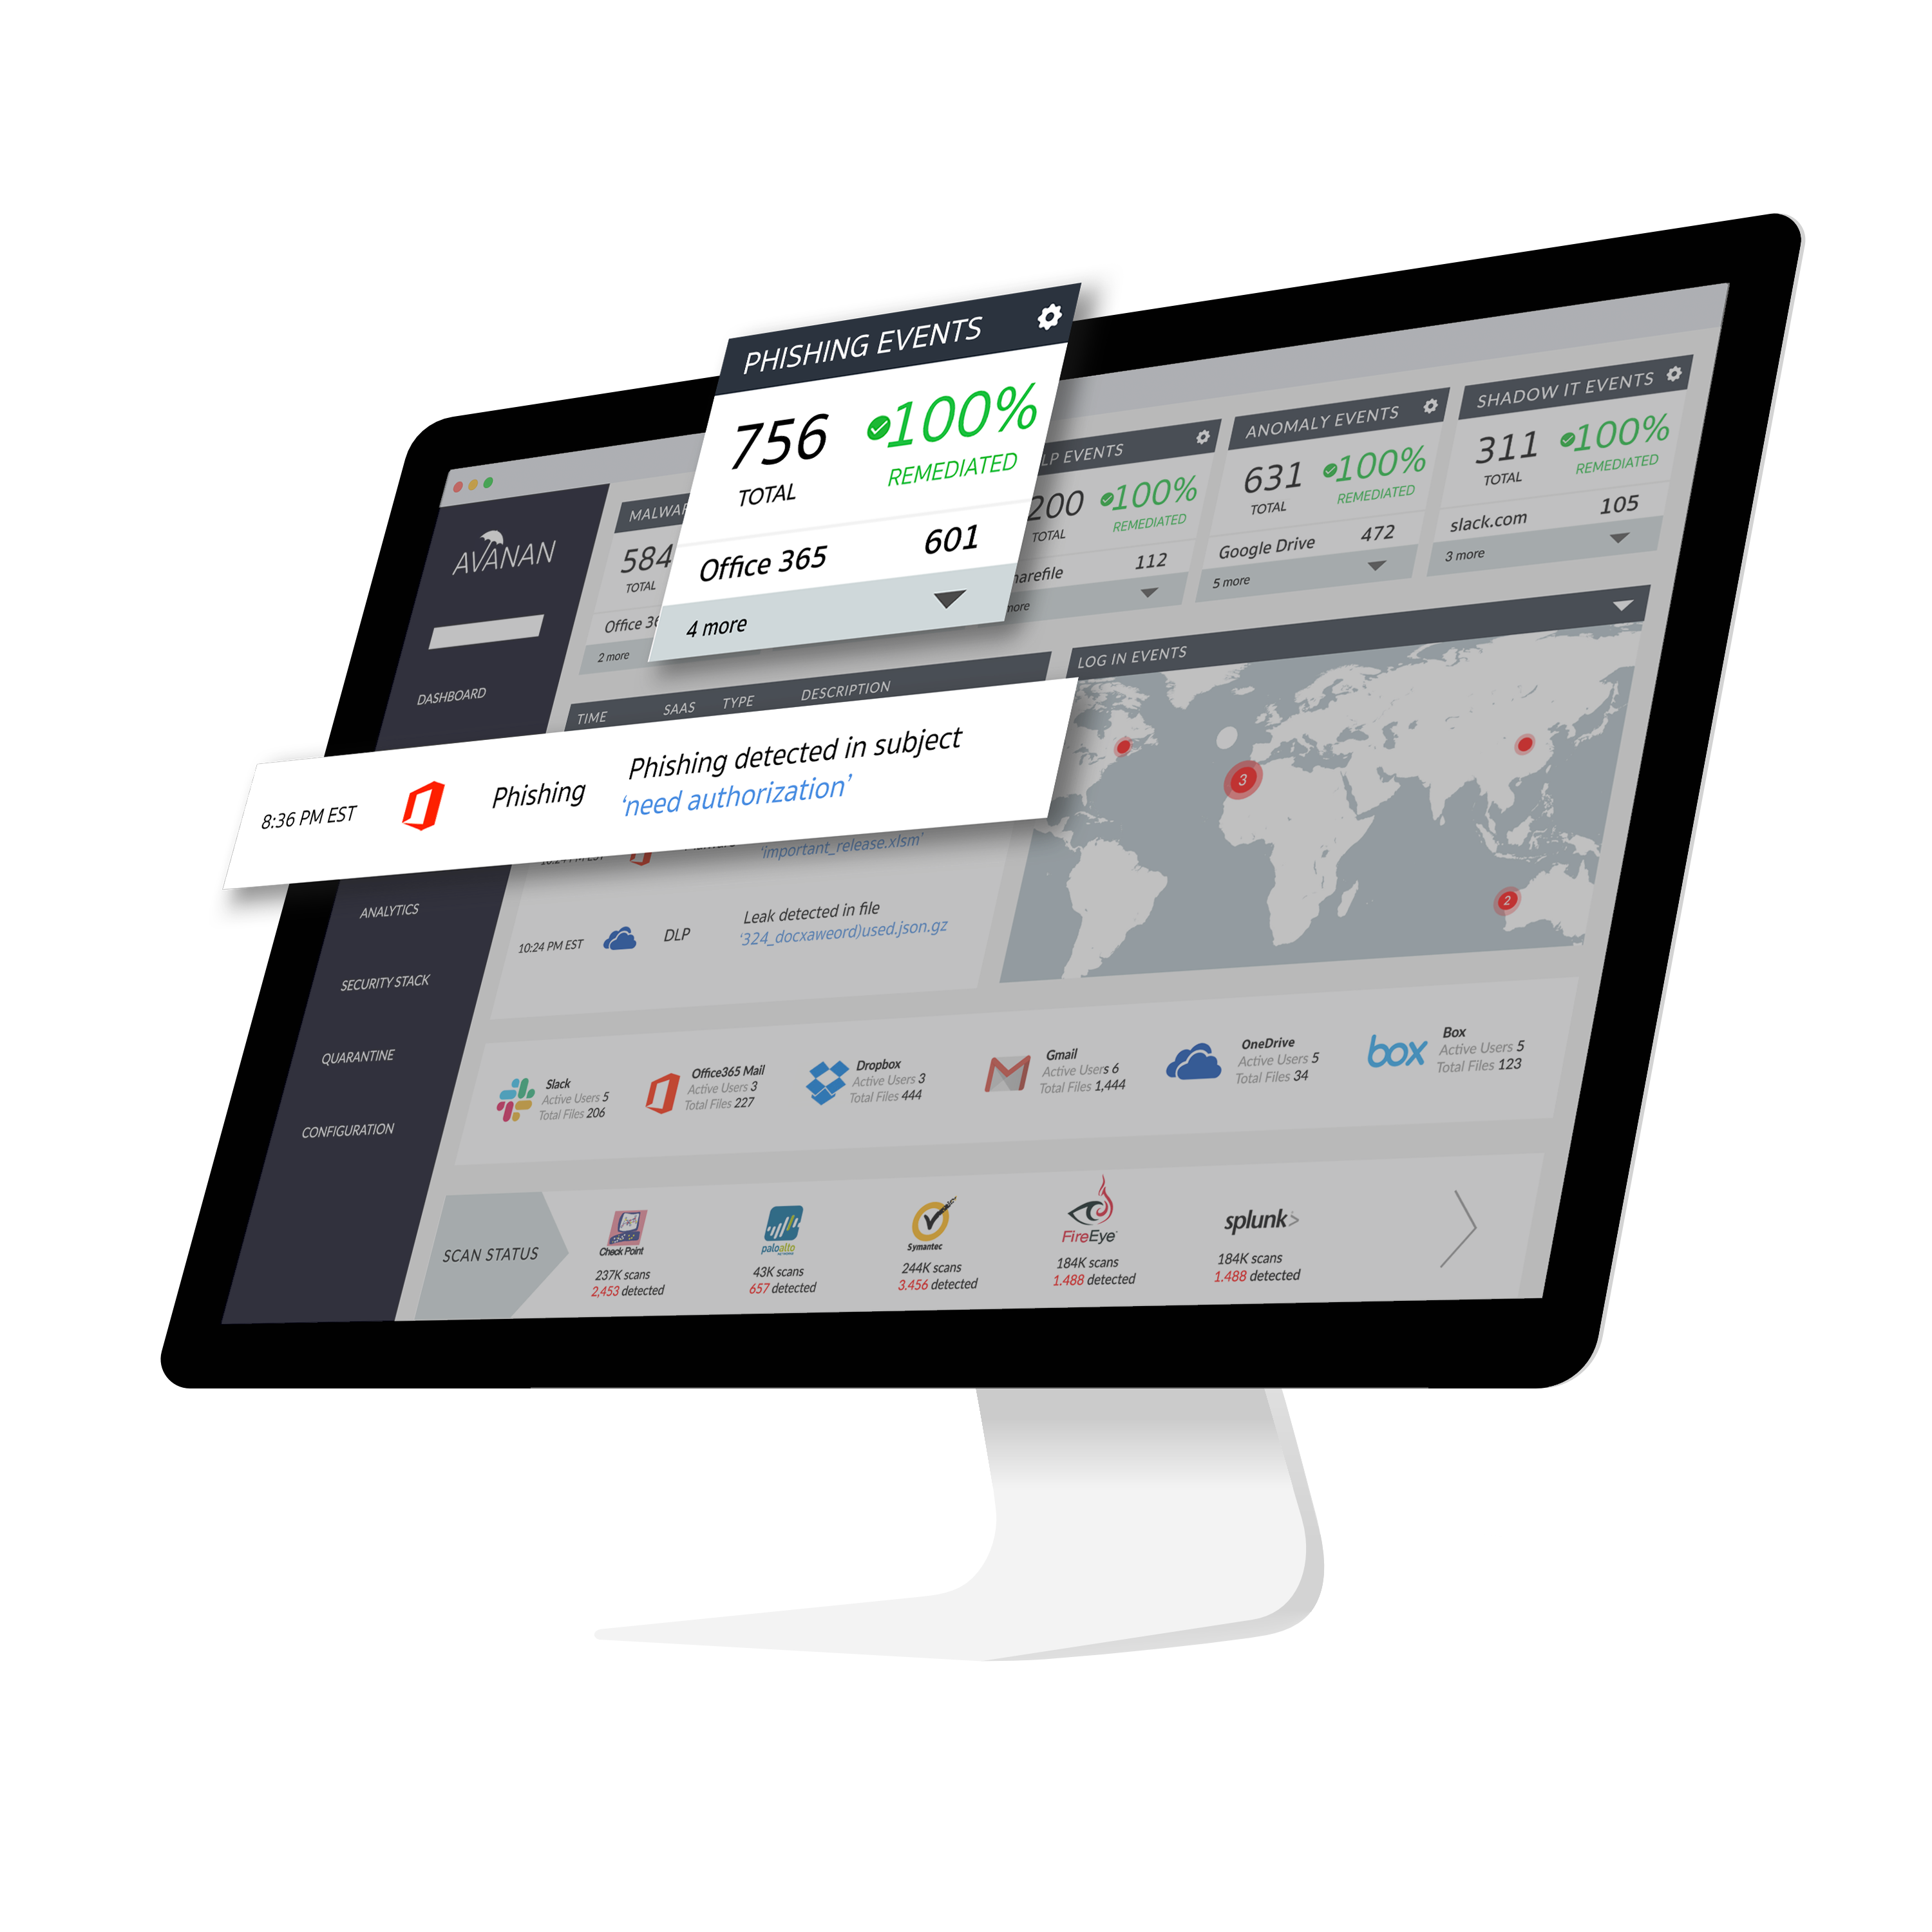 PHISHING EVENTS
756
TOTAL
100%
REMEDIATED
Office 365
601
4 more
AVANAN
DASHBOARD
ANALYTICS
SECURITY STACK
QUARANTINE
CONFIGURATION
584
TOTAL
Office
2 more
EVENTS
200
TOTAL
100%
REMEDIATED
112
ANOMALY EVENTS
631
TOTAL
100%
REMEDIATED
Google Drive
472
5 more
SHADOW IT EVENTS
311
TOTAL
100%
REMEDIATED
slack.com
105
3 more
TIME SAAS TYPE DESCRIPTION
8:36 PM EST Phishing
Phishing detected in subject
‘need authorization’
‘important_release.xlsm’
10:24 PM EST DLP
Leak detected in file
‘324_docxaweord)used.json.gz
LOG IN EVENTS
3
2
Slack
Active Users 5
Total Files 206
Office365 Mail
Active Users 3
Total Files 227
Dropbox
Active Users 3
Total Files 444
Gmail
Active Users 6
Total Files 1,444
OneDrive
Active Users 5
Total Files 34
box
Box
Active Users 5
Total Files 123
SCAN STATUS
Check Point
237K scans
2,453 detected
paloalto
43K scans
657 detected
Symantec
244K scans
3.456 detected
FireEye
184K scans
1.488 detected
splunk>
184K scans
1.488 detected